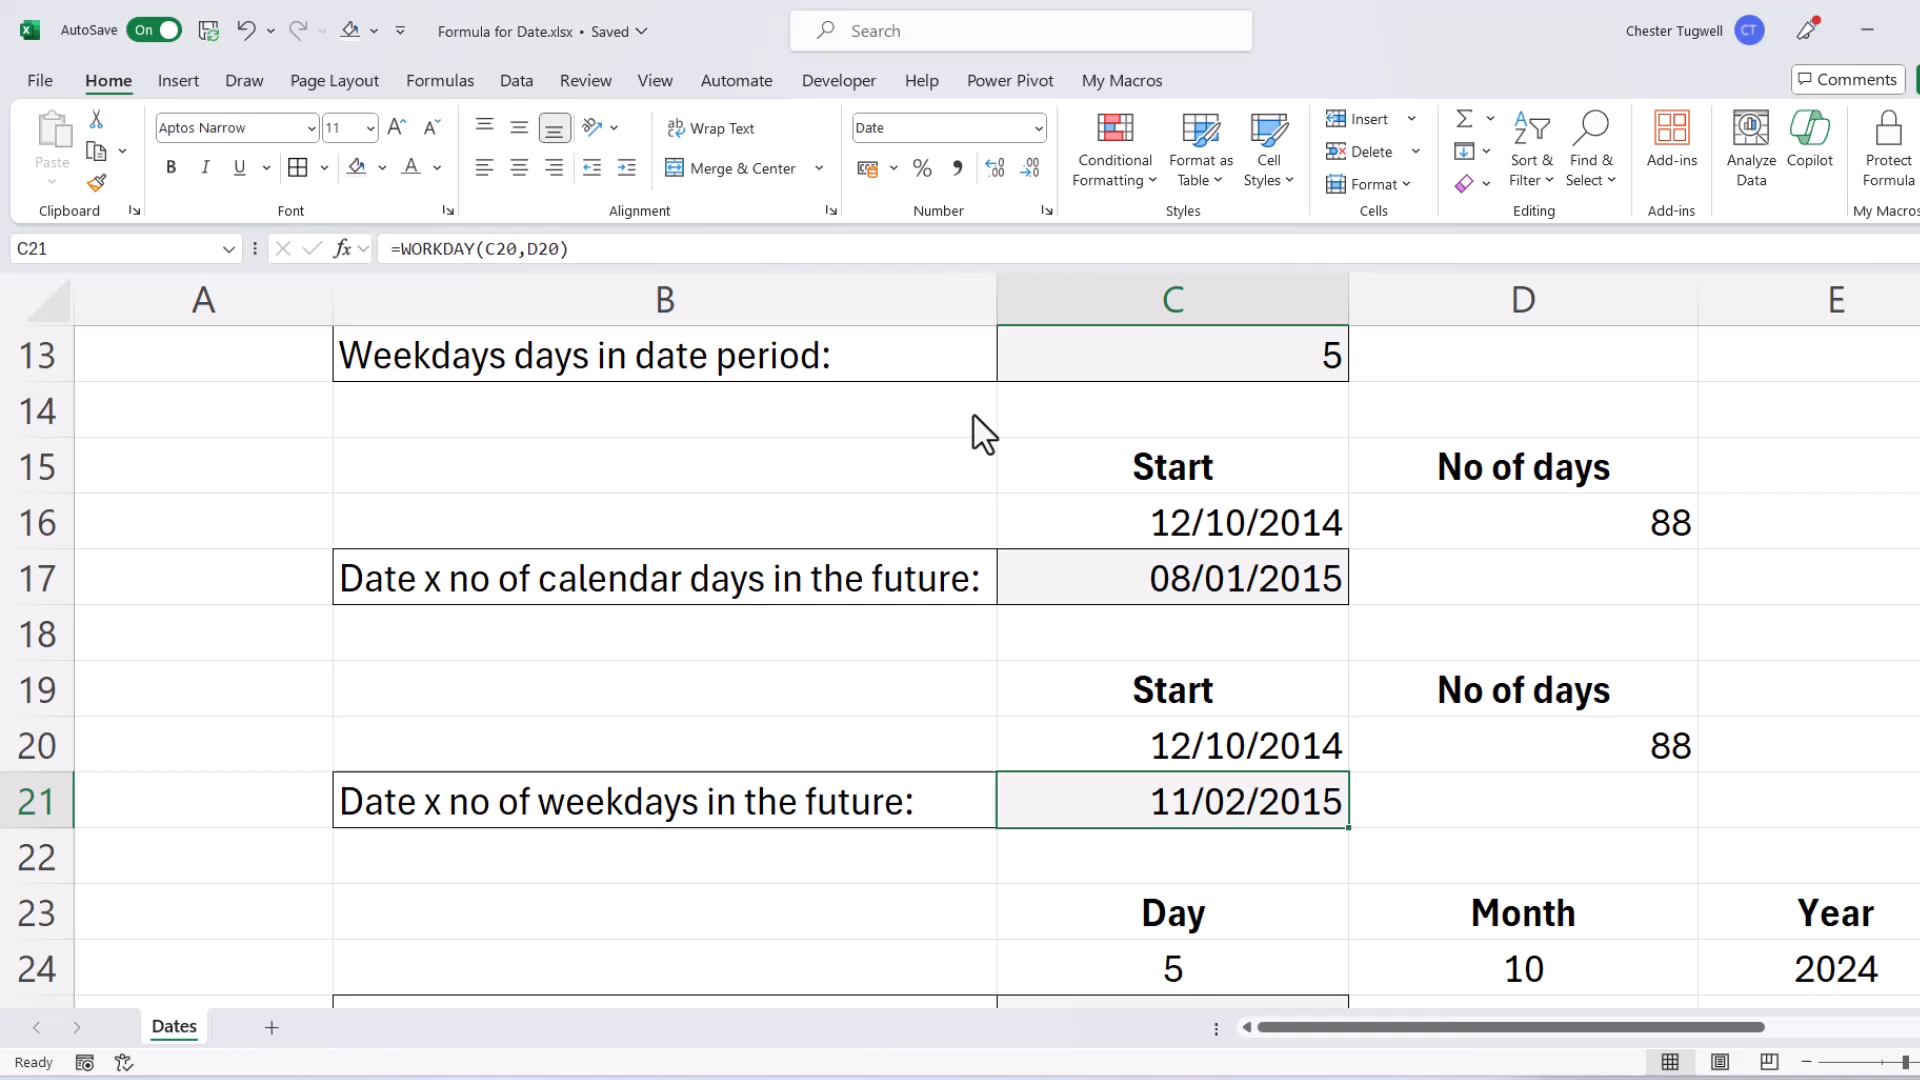 AutoSave On Formula for Date.xlsx • Saved Search Chester Tugwell CT
File Home Insert Draw Page Layout Formulas Data Review View Automate Developer Help Power Pivot My Macros Comments
Paste
Clipboard
Aptos Narrow 11
B I U
Font
ab Wrap Text
Merge & Center
Alignment
Date
%
Number
Conditional Formatting
Format as Table
Cell Styles
Styles
Insert
Delete
Format
Cells
Sort & Filter
Find & Select
Editing
Add-ins
Add-ins
Analyze Data
Copilot
Protect Formula
My Macros
C21 fx =WORKDAY(C20,D20)
A B C D E
13 Weekdays days in date period: 5
14
15 Start No of days
16 12/10/2014 88
17 Date x no of calendar days in the future: 08/01/2015
18
19 Start No of days
20 12/10/2014 88
21 Date x no of weekdays in the future: 11/02/2015
22
23 Day Month Year
24 5 10 2024
Dates
Ready